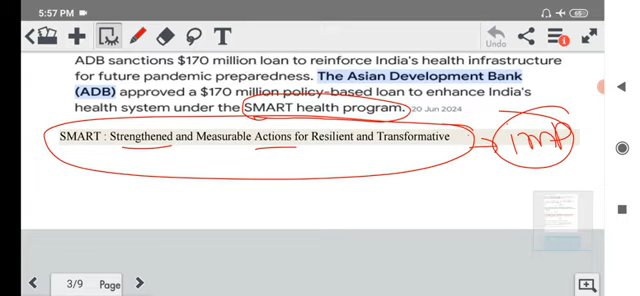 5:57 PM
65
T
Undo
ADB sanctions $170 million loan to reinforce India's health infrastructure
for future pandemic preparedness. The Asian Development Bank
(ADB) approved a $170 million policy-based loan to enhance India's
health system under the SMART health program. 20 Jun 2024
SMART : Strengthened and Measurable Actions for Resilient and Transformative
imp
3/9 Page